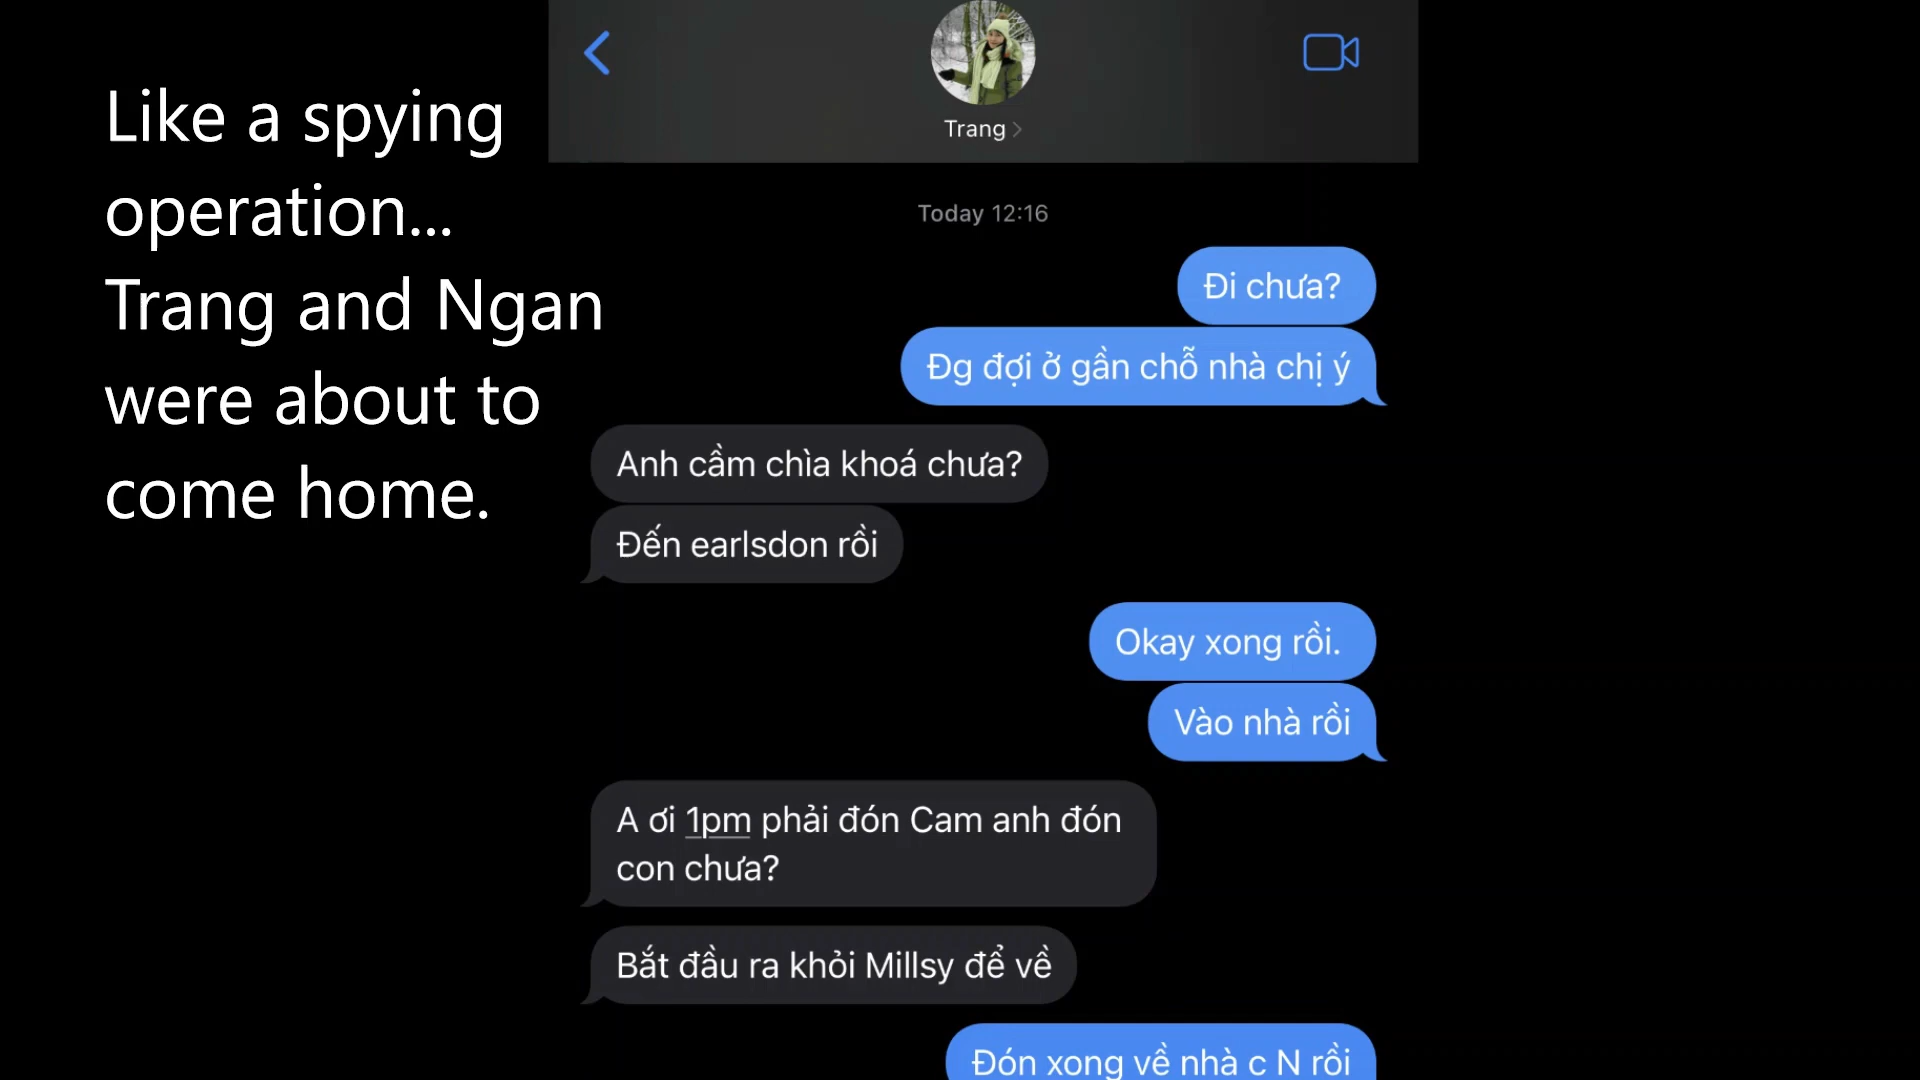 Like a spying
operation...
Trang and Ngan
were about to
come home.
Trang
Today 12:16
Đi chưa?
Đg đợi ở gần chỗ nhà chị ý
Anh cầm chìa khoá chưa?
Đến earlsdon rồi
Okay xong rồi.
Vào nhà rồi
A ơi 1pm phải đón Cam anh đón
con chưa?
Bắt đầu ra khỏi Millsy để về
Đón xong về nhà c N rồi